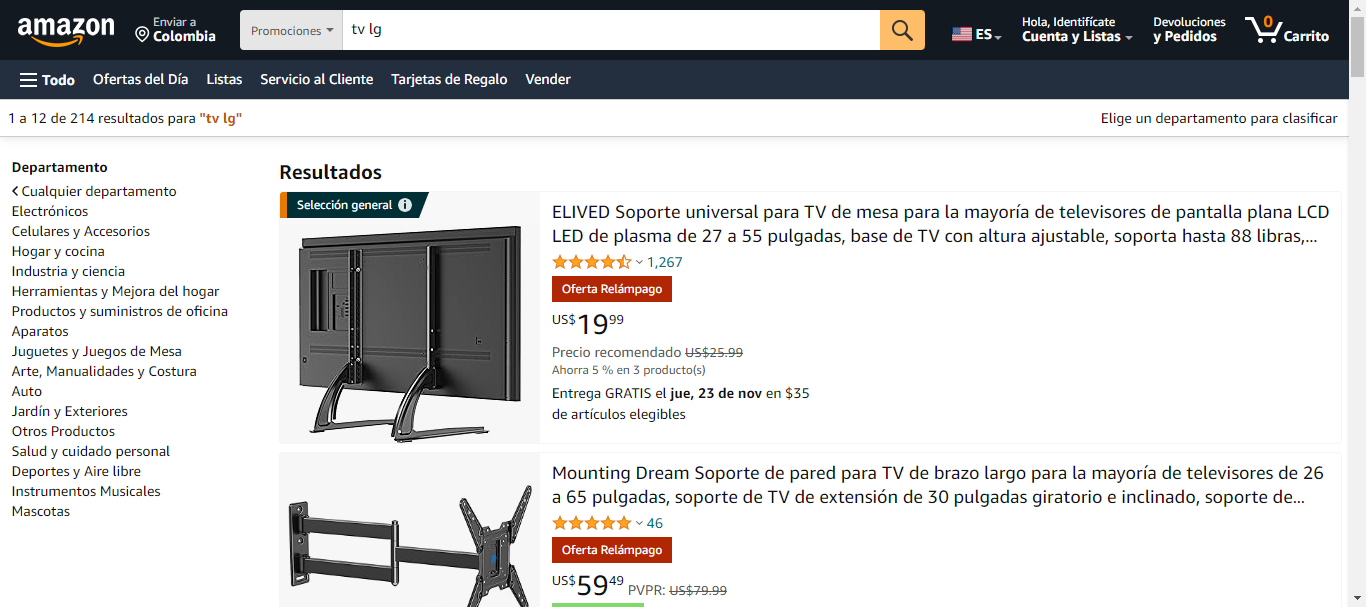 amazon
Enviar a
Colombia
Promociones
tv lg
ES
Hola, Identifícate
Cuenta y Listas
Devoluciones
y Pedidos
0
Carrito
Todo
Ofertas del Día
Listas
Servicio al Cliente
Tarjetas de Regalo
Vender
1 a 12 de 214 resultados para "tv lg"
Elige un departamento para clasificar
Departamento
Cualquier departamento
Electrónicos
Celulares y Accesorios
Hogar y cocina
Industria y ciencia
Herramientas y Mejora del hogar
Productos y suministros de oficina
Aparatos
Juguetes y Juegos de Mesa
Arte, Manualidades y Costura
Auto
Jardín y Exteriores
Otros Productos
Salud y cuidado personal
Deportes y Aire libre
Instrumentos Musicales
Mascotas
Resultados
Selección general
ELIVED Soporte universal para TV de mesa para la mayoría de televisores de pantalla plana LCD
LED de plasma de 27 a 55 pulgadas, base de TV con altura ajustable, soporta hasta 88 libras,...
1,267
Oferta Relámpago
US$1999
Precio recomendado US$25.99
Ahorra 5 % en 3 producto(s)
Entrega GRATIS el jue, 23 de nov en $35
de artículos elegibles
Mounting Dream Soporte de pared para TV de brazo largo para la mayoría de televisores de 26
a 65 pulgadas, soporte de TV de extensión de 30 pulgadas giratorio e inclinado, soporte de...
46
Oferta Relámpago
US$5949 PVPR: US$79.99